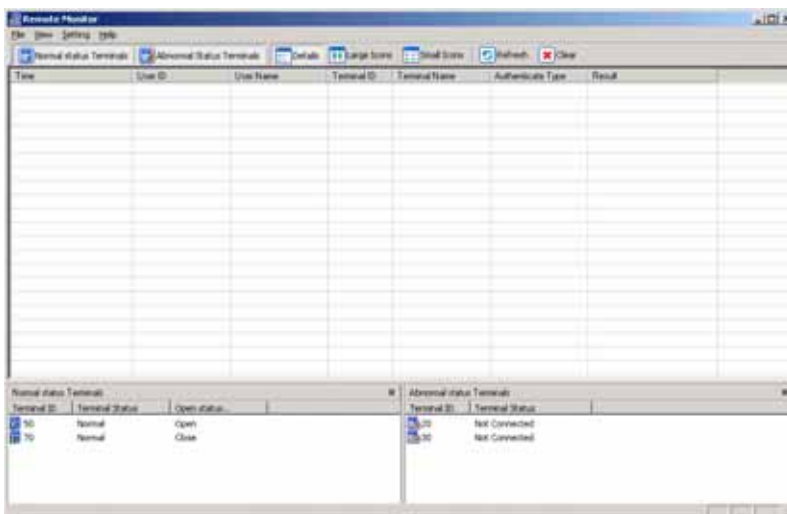 Remote Monitor
File View Setting Help
Normal status Terminals Abnormal Status Terminals Details Large Icons Small Icons Refresh Clear
Time User ID User Name Terminal ID Terminal Name Authenticate Type Result
Normal status Terminals Abnormal status Terminals
Terminal ID Terminal Status Open status... Terminal ID Terminal Status
50 Normal Open 20 Not Connected
70 Normal Close 30 Not Connected